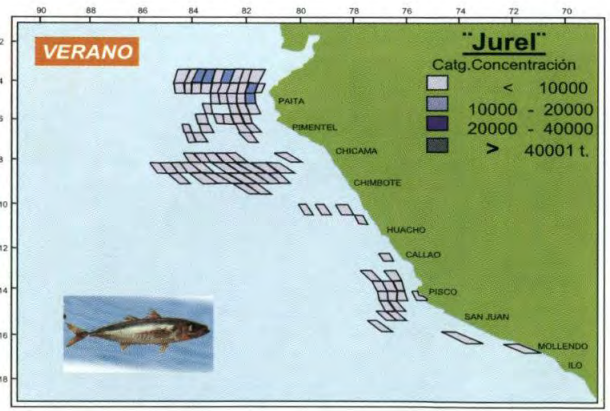 90 88 86 84 82 80 78 76 74 72 70
VERANO
"Jurel"
Catg.Concentración
< 10000
10000 - 20000
20000 - 40000
> 40001 t.
2
4
6
8
10
12
14
16
18
PAITA
PIMENTEL
CHICAMA
CHIMBOTE
HUACHO
CALLAO
PISCO
SAN JUAN
MOLLENDO
ILO